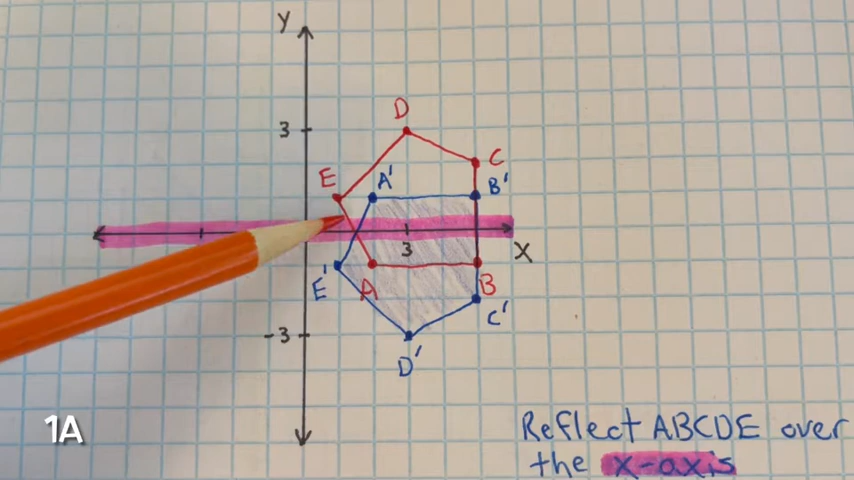 Y
D
3
C
E
A'
B'
3
X
E'
A
B
C'
-3
D'
1A
Reflect ABCDE over
the x-axis